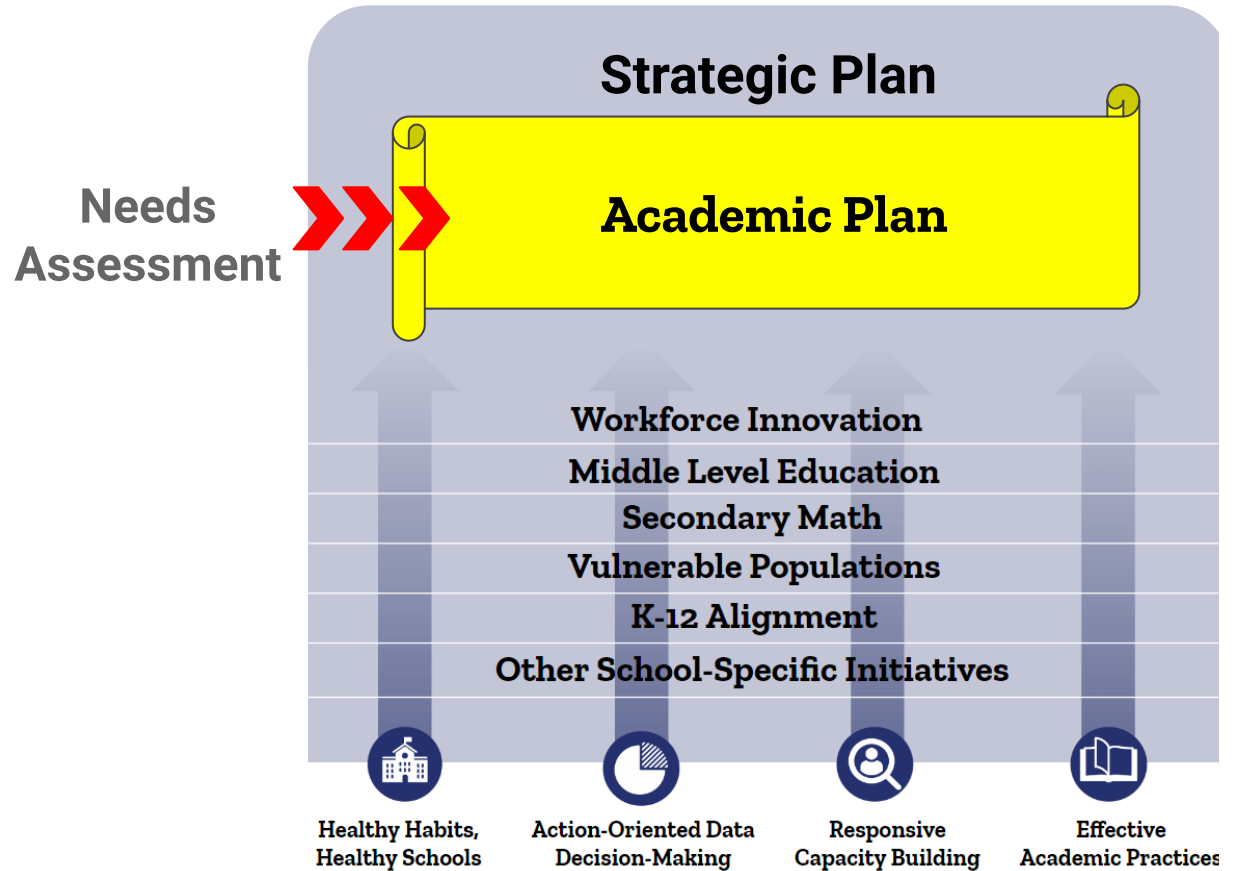 Strategic Plan
Needs
Assessment
Academic Plan
Workforce Innovation
Middle Level Education
Secondary Math
Vulnerable Populations
K-12 Alignment
Other School-Specific Initiatives
Healthy Habits,
Healthy Schools
Action-Oriented Data
Decision-Making
Responsive
Capacity Building
Effective
Academic Practices